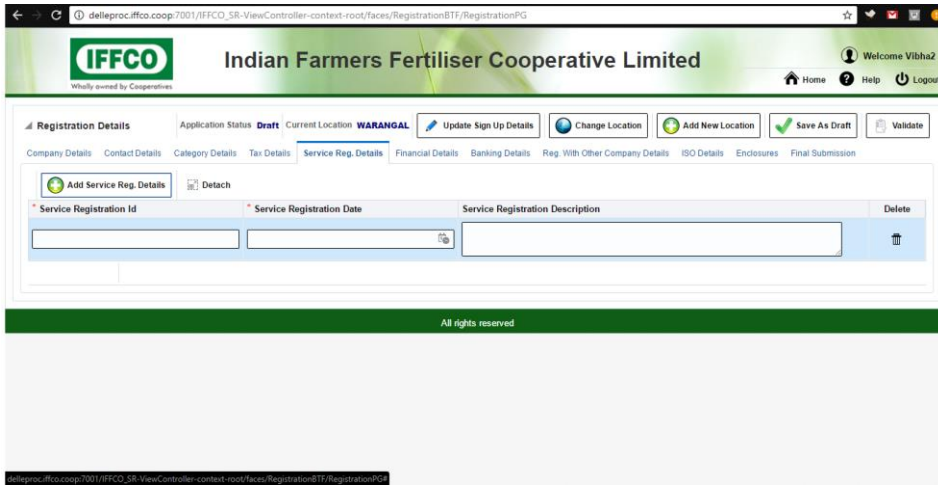 delleproc.iffco.coop:7001/IFFCO_SR-ViewController-context-root/faces/RegistrationBTF/RegistrationPG
IFFCO
Wholly owned by Cooperatives
Indian Farmers Fertiliser Cooperative Limited
Welcome Vibha2
Home Help Logout
Registration Details Application Status Draft Current Location WARANGAL Update Sign Up Details Change Location Add New Location Save As Draft Validate
Company Details Contact Details Category Details Tax Details Service Reg. Details Financial Details Banking Details Reg. With Other Company Details ISO Details Enclosures Final Submission
Add Service Reg. Details Detach
* Service Registration Id * Service Registration Date Service Registration Description Delete
All rights reserved
delleproc.iffco.coop:7001/IFFCO_SR-ViewController-context-root/faces/RegistrationBTF/RegistrationPG#